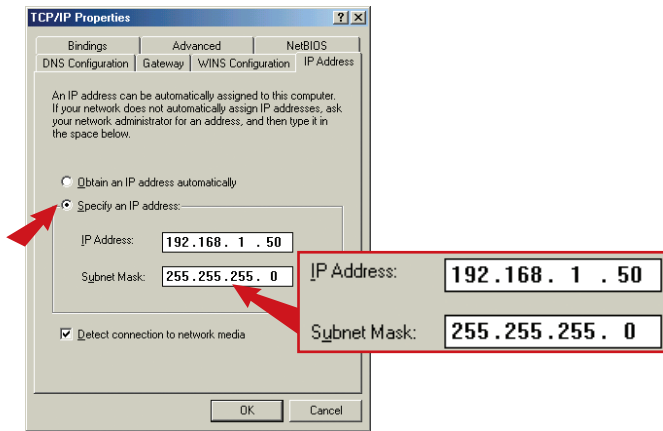 TCP/IP Properties
Bindings Advanced NetBIOS
DNS Configuration Gateway WINS Configuration IP Address
An IP address can be automatically assigned to this computer.
If your network does not automatically assign IP addresses, ask
your network administrator for an address, and then type it in
the space below.
Obtain an IP address automatically
Specify an IP address:
IP Address: 192.168. 1 .50
Subnet Mask: 255.255.255. 0
IP Address: 192.168. 1 .50
Subnet Mask: 255.255.255. 0
Detect connection to network media
OK Cancel